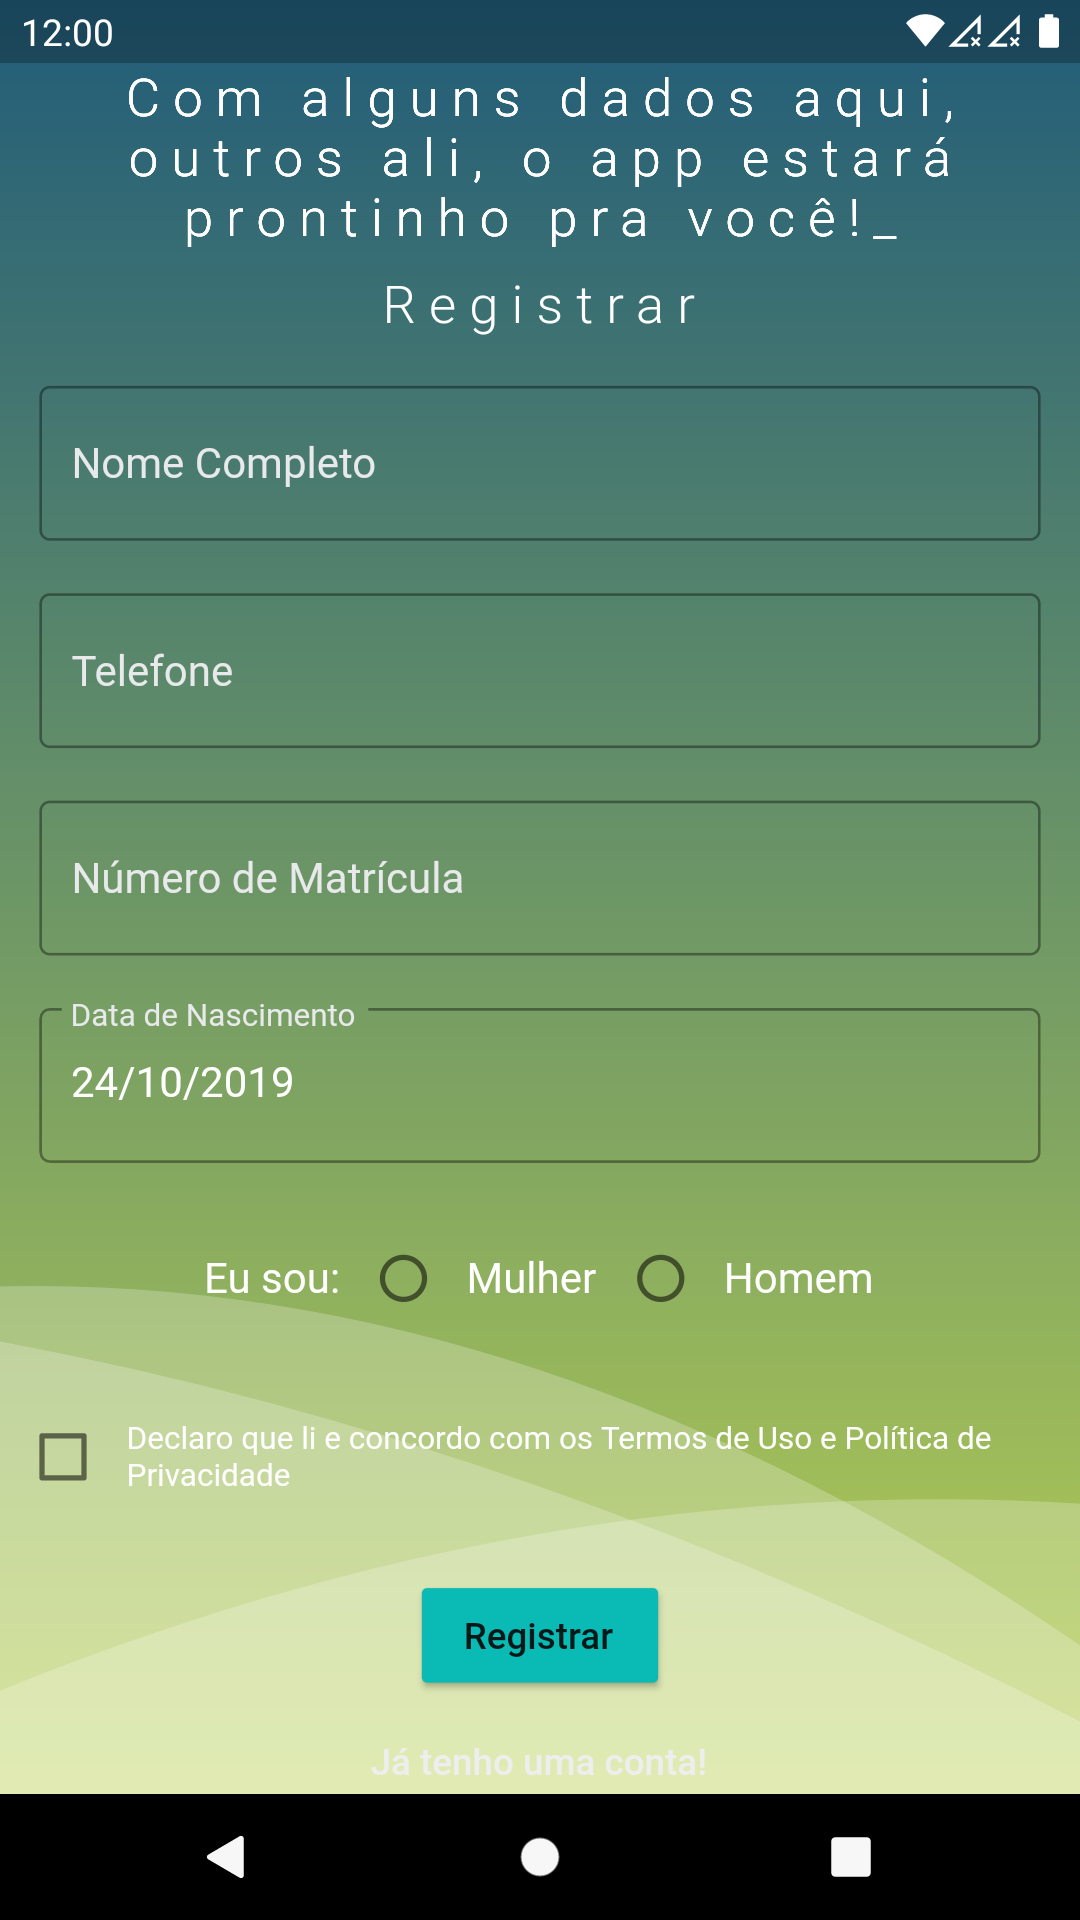 12:00
Com alguns dados aqui,
outros ali, o app estará
prontinho pra você!_
Registrar
Nome Completo
Telefone
Número de Matrícula
Data de Nascimento
24/10/2019
Eu sou: Mulher Homem
Declaro que li e concordo com os Termos de Uso e Política de
Privacidade
Registrar
Já tenho uma conta!